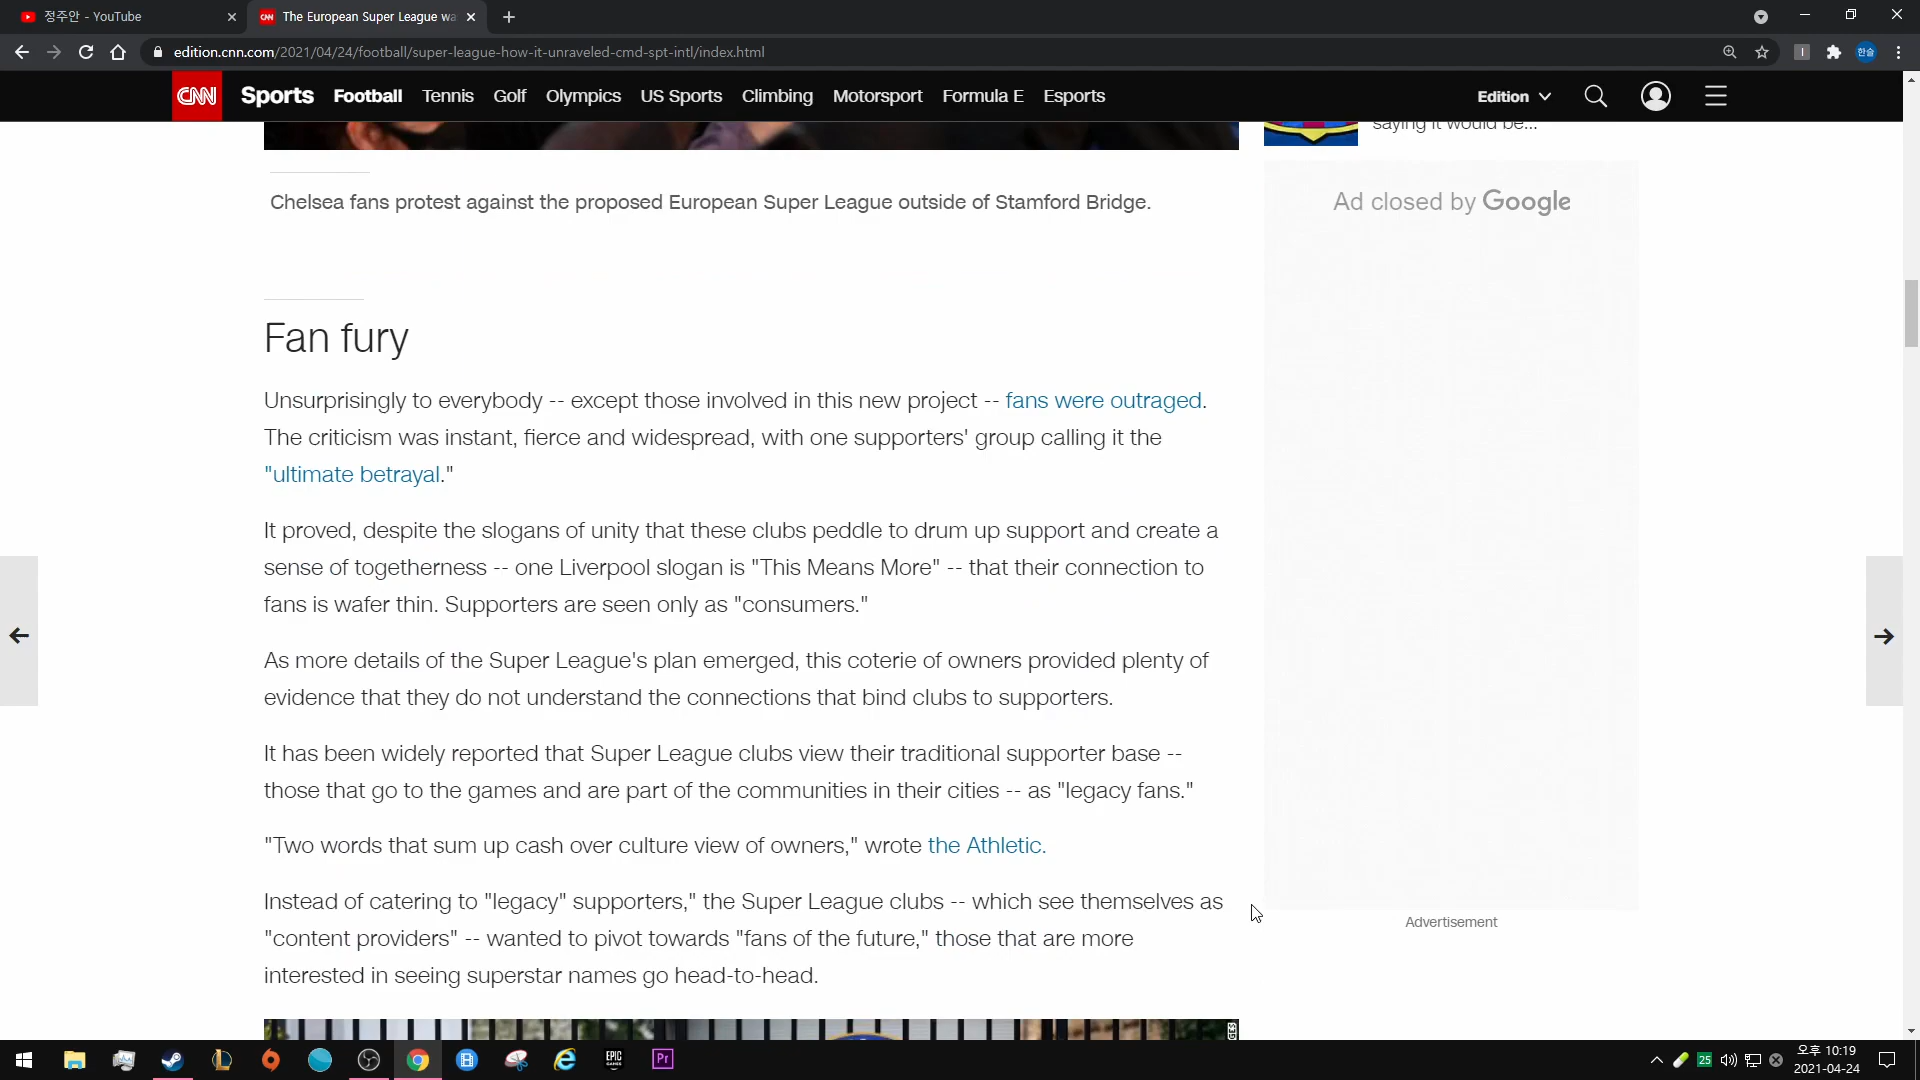 정주안 - YouTube
The European Super League wa
edition.cnn.com/2021/04/24/football/super-league-how-it-unraveled-cmd-spt-intl/index.html
한솔
CNN Sports Football Tennis Golf Olympics US Sports Climbing Motorsport Formula E Esports Edition
saying it would be...
Ad closed by Google
Chelsea fans protest against the proposed European Super League outside of Stamford Bridge.
Fan fury
Unsurprisingly to everybody -- except those involved in this new project -- fans were outraged.
The criticism was instant, fierce and widespread, with one supporters' group calling it the
"ultimate betrayal."
It proved, despite the slogans of unity that these clubs peddle to drum up support and create a
sense of togetherness -- one Liverpool slogan is "This Means More" -- that their connection to
fans is wafer thin. Supporters are seen only as "consumers."
As more details of the Super League's plan emerged, this coterie of owners provided plenty of
evidence that they do not understand the connections that bind clubs to supporters.
It has been widely reported that Super League clubs view their traditional supporter base --
those that go to the games and are part of the communities in their cities -- as "legacy fans."
"Two words that sum up cash over culture view of owners," wrote the Athletic.
Instead of catering to "legacy" supporters," the Super League clubs -- which see themselves as
"content providers" -- wanted to pivot towards "fans of the future," those that are more
interested in seeing superstar names go head-to-head.
Advertisement
EPIC
GAMES
Pr
25
오후 10:19
2021-04-24